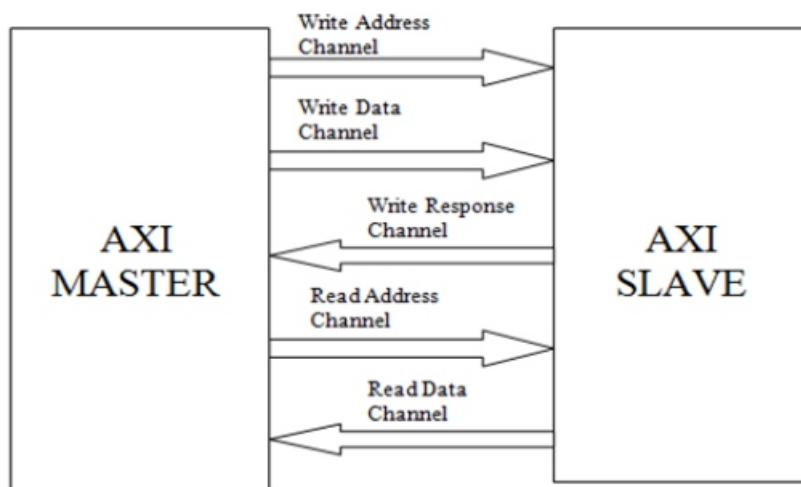 Write Address
Channel
Write Data
Channel
Write Response
Channel
AXI
MASTER
AXI
SLAVE
Read Address
Channel
Read Data
Channel